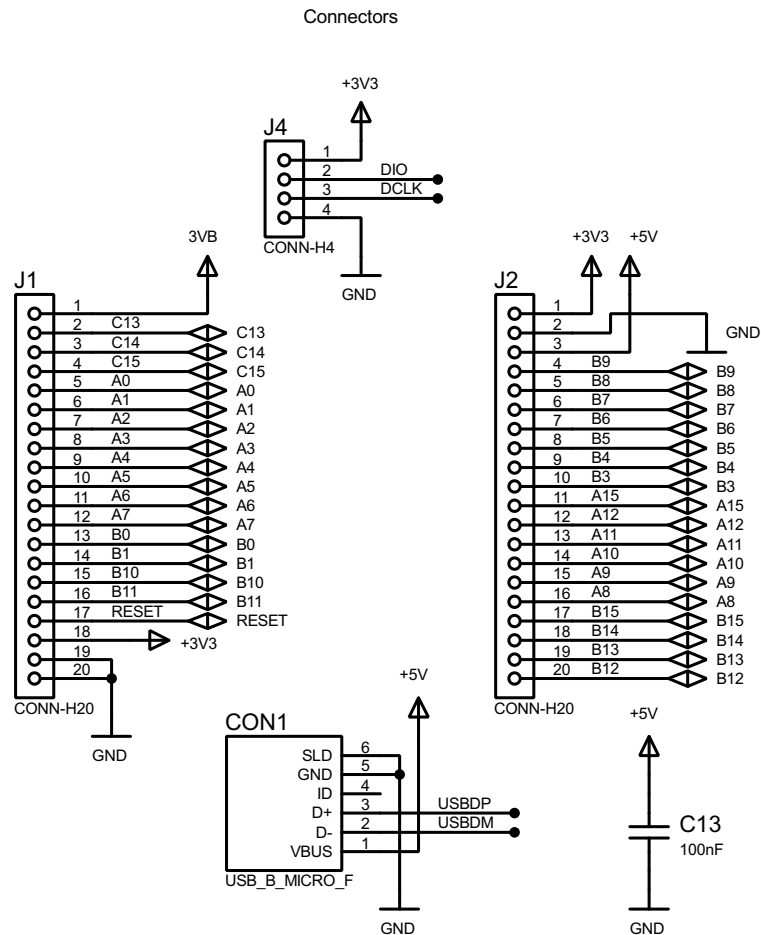 Connectors
+3V3
J4
1
2 DIO
3 DCLK
4
CONN-H4
GND
3VB
J1
1
2 C13 C13
3 C14 C14
4 C15 C15
5 A0 A0
6 A1 A1
7 A2 A2
8 A3 A3
9 A4 A4
10 A5 A5
11 A6 A6
12 A7 A7
13 B0 B0
14 B1 B1
15 B10 B10
16 B11 B11
17 RESET RESET
18 +3V3
19
20
CONN-H20
GND
+3V3 +5V
J2
1
2 GND
3
4 B9 B9
5 B8 B8
6 B7 B7
7 B6 B6
8 B5 B5
9 B4 B4
10 B3 B3
11 A15 A15
12 A12 A12
13 A11 A11
14 A10 A10
15 A9 A9
16 A8 A8
17 B15 B15
18 B14 B14
19 B13 B13
20 B12 B12
CONN-H20
+5V
CON1
SLD 6
GND 5
ID 4
D+ 3 USBDP
D- 2 USBDM
VBUS 1
USB_B_MICRO_F
GND
+5V
C13
100nF
GND